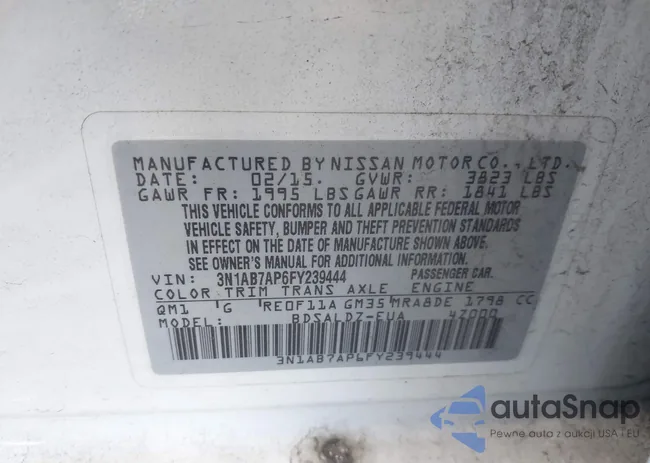 MANUFACTURED BY NISSAN MOTOR CO., LTD.
DATE: 02/15. GVWR: 3823 LBS
GAWR FR: 1995 LBS GAWR RR: 1841 LBS
THIS VEHICLE CONFORMS TO ALL APPLICABLE FEDERAL MOTOR
VEHICLE SAFETY, BUMPER AND THEFT PREVENTION STANDARDS
IN EFFECT ON THE DATE OF MANUFACTURE SHOWN ABOVE.
SEE OWNER'S MANUAL FOR ADDITIONAL INFORMATION.
VIN: 3N1AB7AP6FY239444 PASSENGER CAR.
COLOR TRIM TRANS AXLE ENGINE
QM1 G RE0F11A GM35 MRA8DE 1798 CC
MODEL: BDSALDZ-EUA 4Z000
3N1AB7AP6FY239444
autoSnap
Pewne auta z aukcji USA i EU